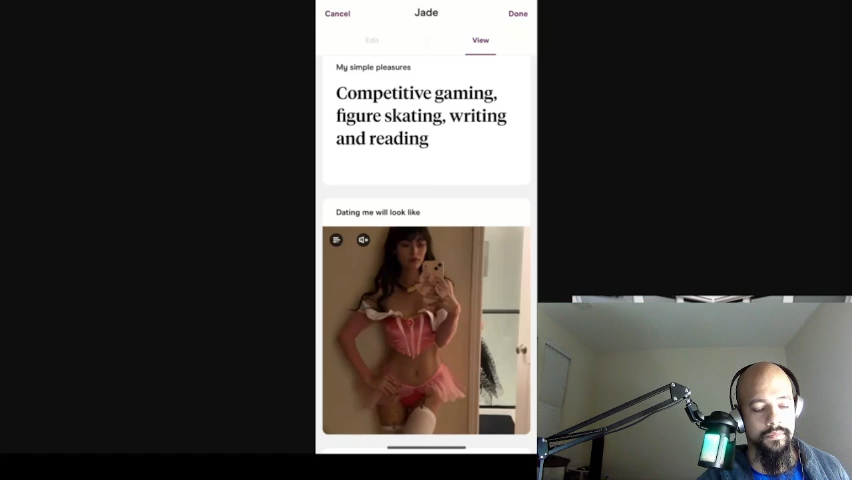 Cancel
Jade
Done
Edit
View
My simple pleasures
Competitive gaming,
figure skating, writing
and reading
Dating me will look like